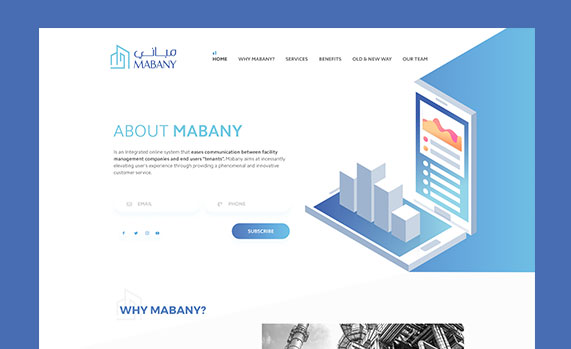 مباني
MABANY
HOME WHY MABANY? SERVICES BENEFITS OLD & NEW WAY OUR TEAM
ABOUT MABANY
is an integrated online system that eases communication between facility
management companies and end users "tenants". Mabany aims at incessantly
elevating user's experience through providing a phenomenal and innovative
customer service.
EMAIL PHONE
SUBSCRIBE
WHY MABANY?